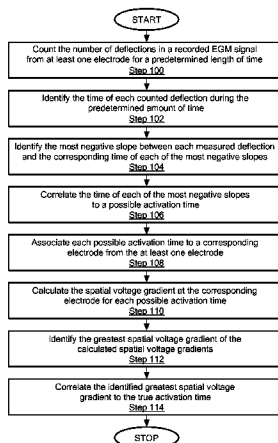 START
Count the number of deflections in a recorded EGM signal
from at least one electrode for a predetermined length of time
Step 100
Identify the time of each counted deflection during the
predetermined amount of time
Step 102
Identify the most negative slope between each measured deflection
and the corresponding time of each of the most negative slopes
Step 104
Correlate the time of each of the most negative slopes
to a possible activation time
Step 106
Associate each possible activation time to a corresponding
electrode from the at least one electrode
Step 108
Calculate the spatial voltage gradient at the corresponding
electrode for each possible activation time
Step 110
Identify the greatest spatial voltage gradient of the
calculated spatial voltage gradients
Step 112
Correlate the identified greatest spatial voltage
gradient to the true activation time
Step 114
STOP